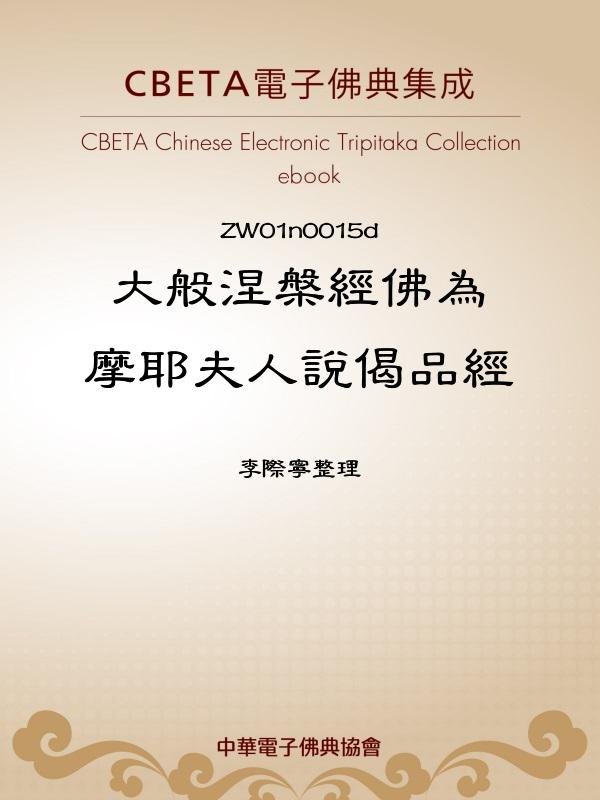 CBETA電子佛典集成
CBETA Chinese Electronic Tripitaka Collection
ebook
ZW01n0015d
大般涅槃經佛為
摩耶夫人說偈品經
李際寧整理
中華電子佛典協會